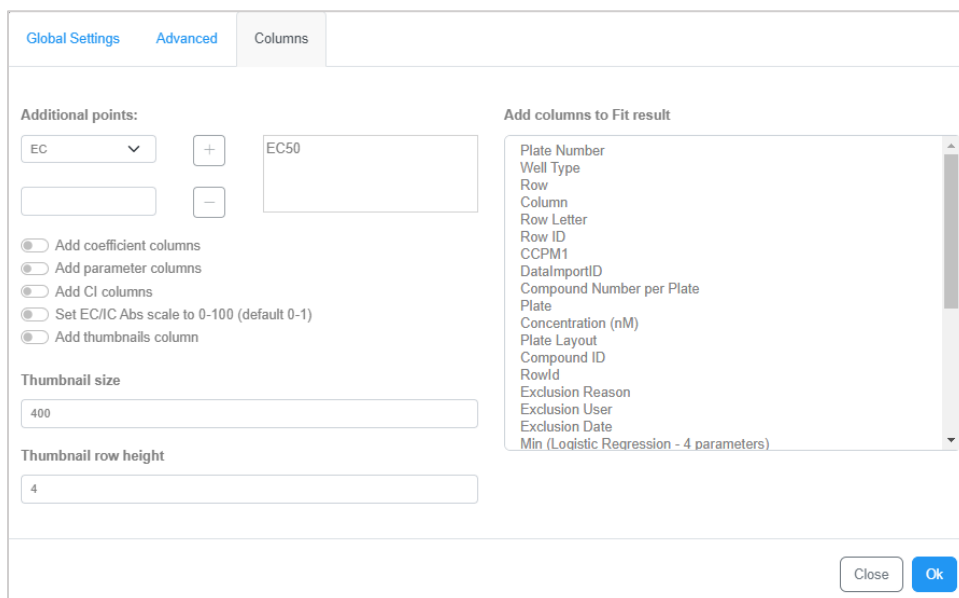 Global Settings
Advanced
Columns
Additional points:
EC
EC50
Add coefficient columns
Add parameter columns
Add CI columns
Set EC/IC Abs scale to 0-100 (default 0-1)
Add thumbnails column
Thumbnail size
400
Thumbnail row height
4
Add columns to Fit result
Plate Number
Well Type
Row
Column
Row Letter
Row ID
CCPM1
DataImportID
Compound Number per Plate
Plate
Concentration (nM)
Plate Layout
Compound ID
RowId
Exclusion Reason
Exclusion User
Exclusion Date
Min (Logistic Regression - 4 parameters)
Close
Ok